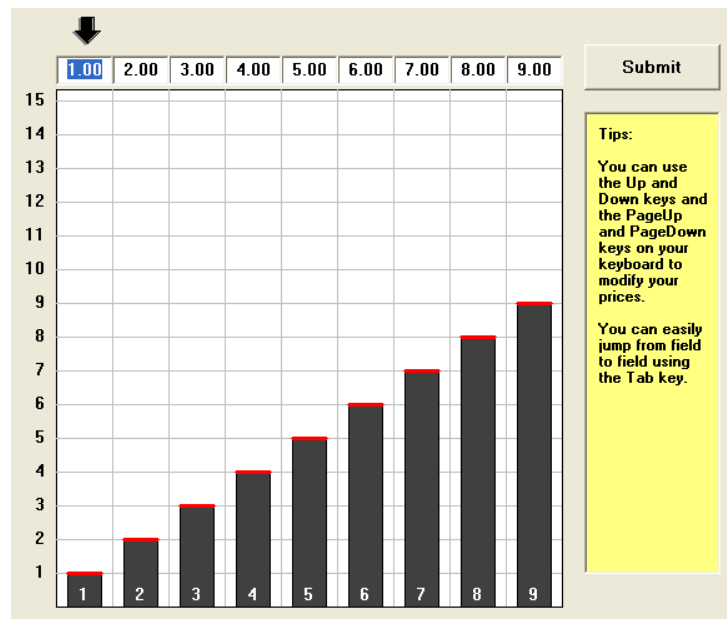 1.00 2.00 3.00 4.00 5.00 6.00 7.00 8.00 9.00
Submit
15
14
13
12
11
10
9
8
7
6
5
4
3
2
1
1 2 3 4 5 6 7 8 9
Tips:
You can use
the Up and
Down keys and
the PageUp
and PageDown
keys on your
keyboard to
modify your
prices.
You can easily
jump from field
to field using
the Tab key.